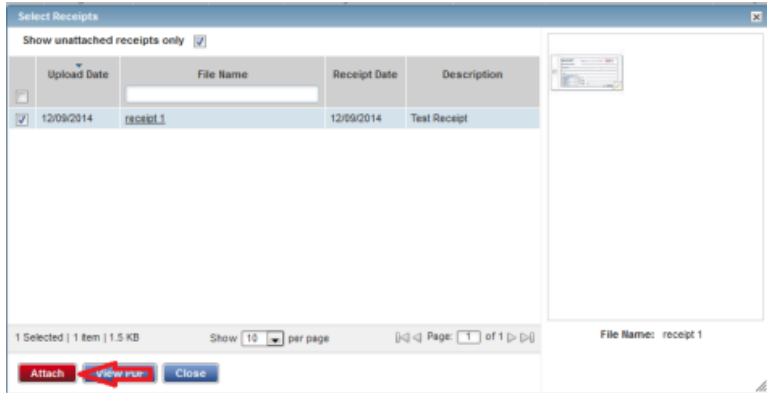 Select Receipts
Show unattached receipts only
Upload Date File Name Receipt Date Description
12/09/2014 receipt 1 12/09/2014 Test Receipt
1 Selected | 1 item | 1.5 KB Show 10 per page Page: 1 of 1
File Name: receipt 1
Attach View PDF Close